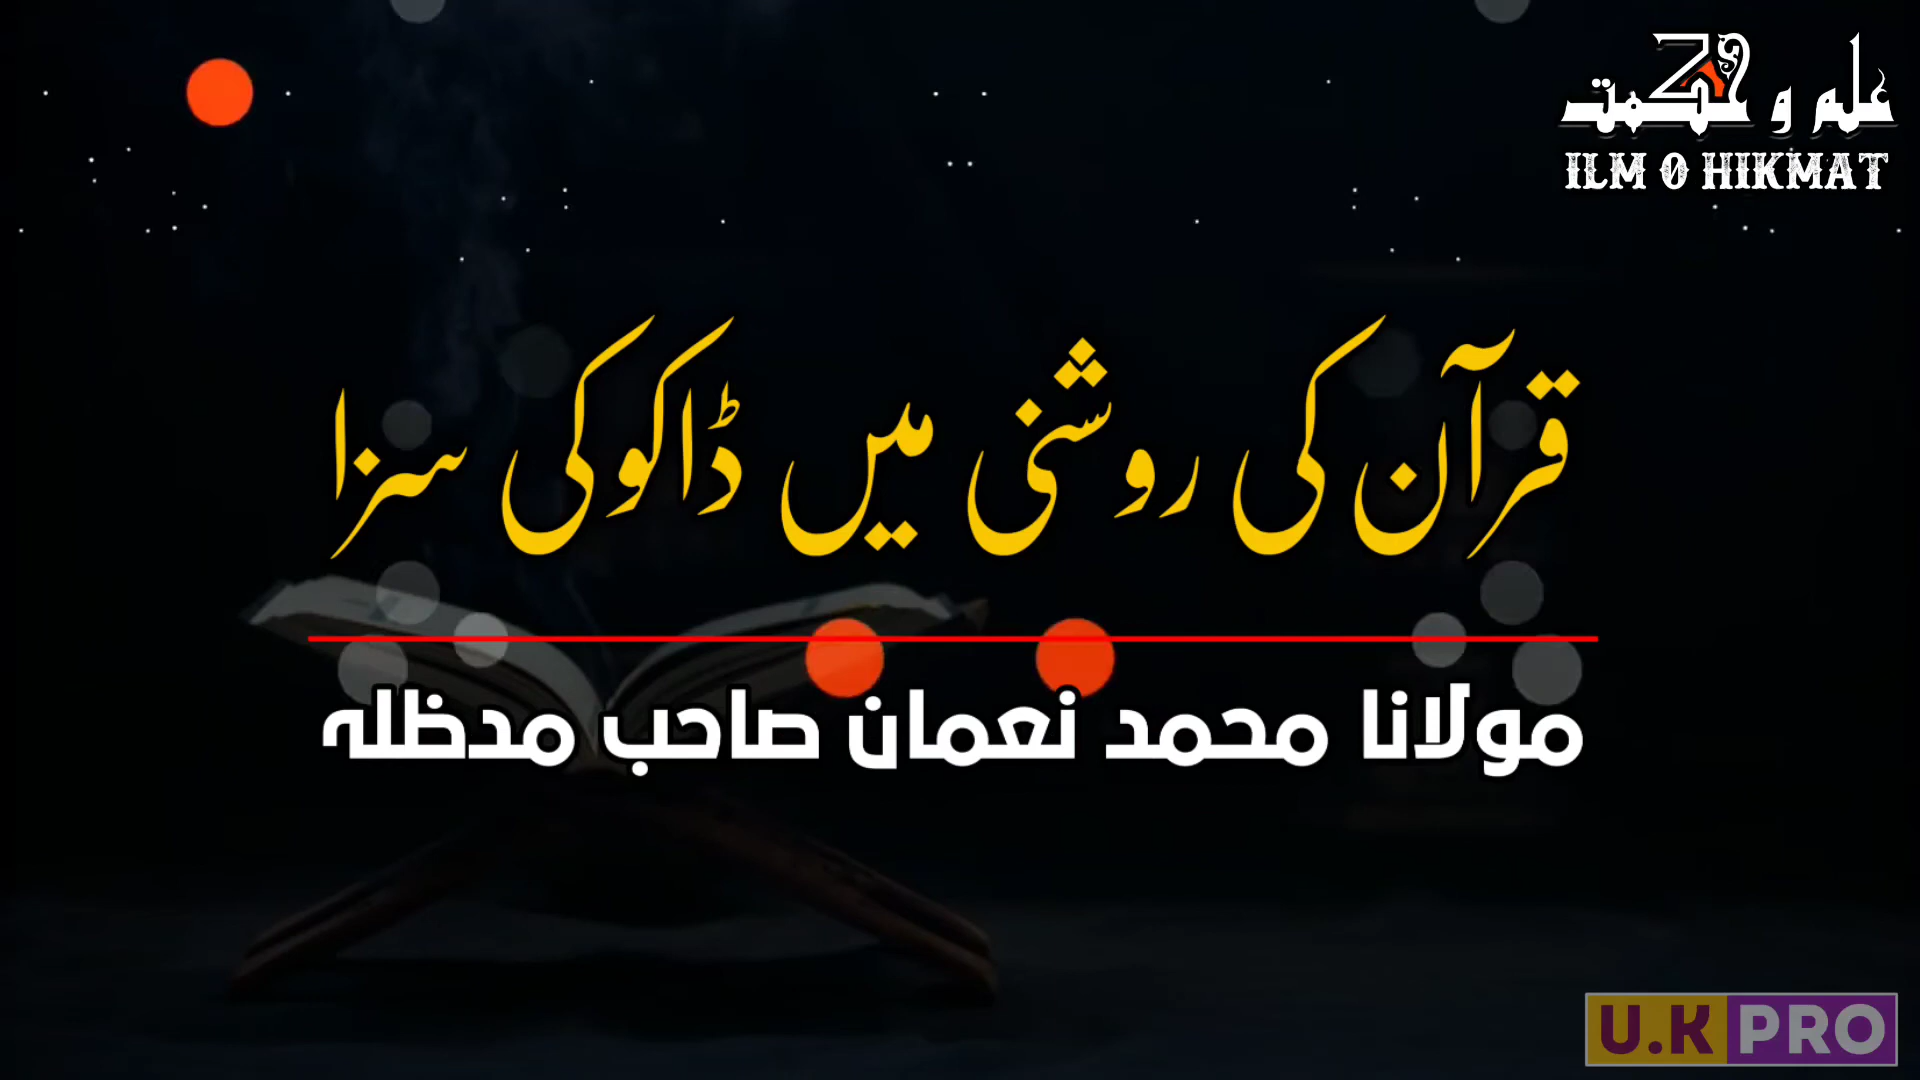 علم و حکمت
ILM O HIKMAT
قرآن کی روشنی میں ڈاکو کی سزا
مولانا محمد نعمان صاحب مدظلہ
U.K PRO